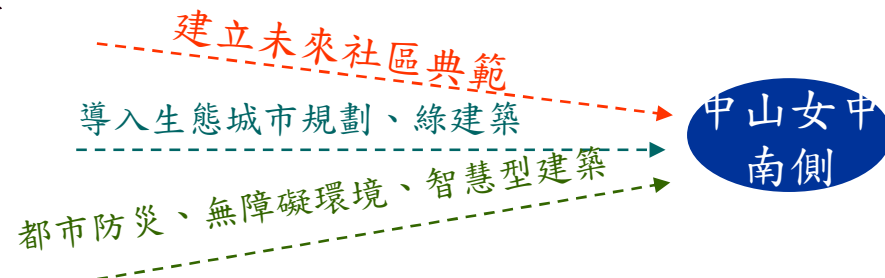 建立未來社區典範
導入生態城市規劃、綠建築
都市防災、無障礙環境、智慧型建築
中山女中
南側